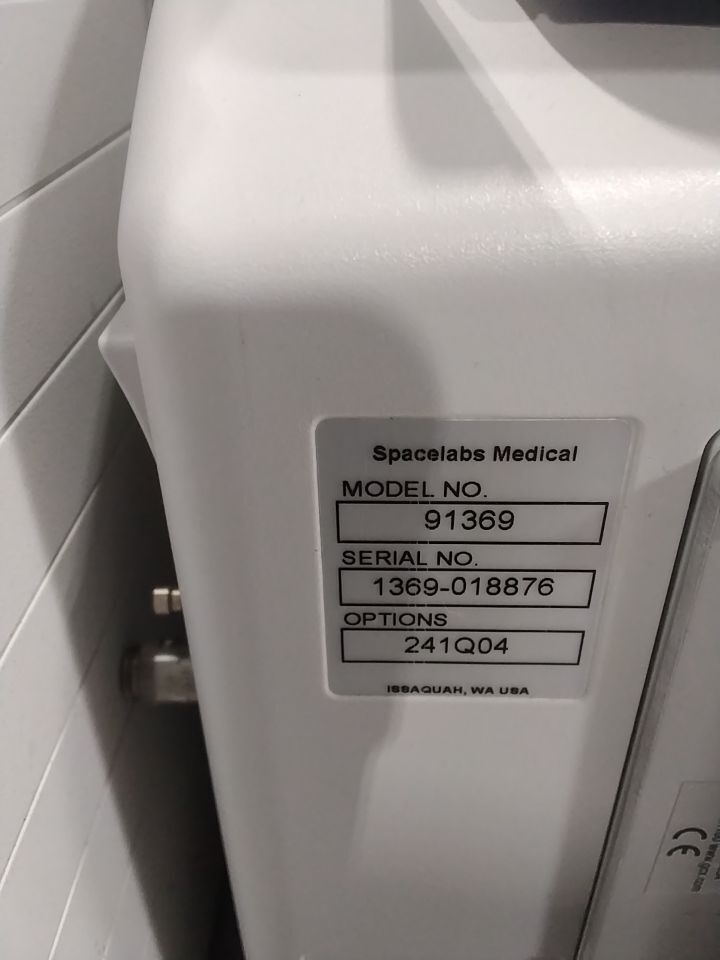 Spacelabs Medical
MODEL NO.
91369
SERIAL NO.
1369-018876
OPTIONS
241Q04
ISSAQUAH, WA USA
CE